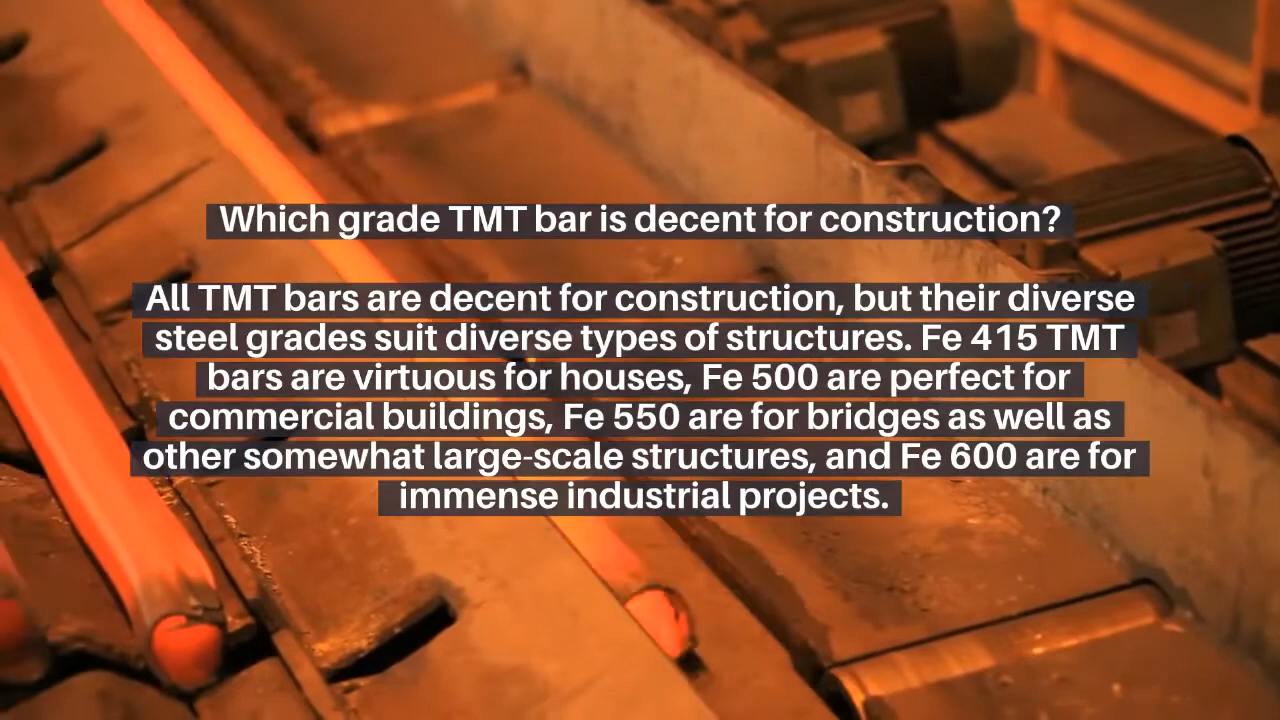 Which grade TMT bar is decent for construction?
All TMT bars are decent for construction, but their diverse
steel grades suit diverse types of structures. Fe 415 TMT
bars are virtuous for houses, Fe 500 are perfect for
commercial buildings, Fe 550 are for bridges as well as
other somewhat large-scale structures, and Fe 600 are for
immense industrial projects.